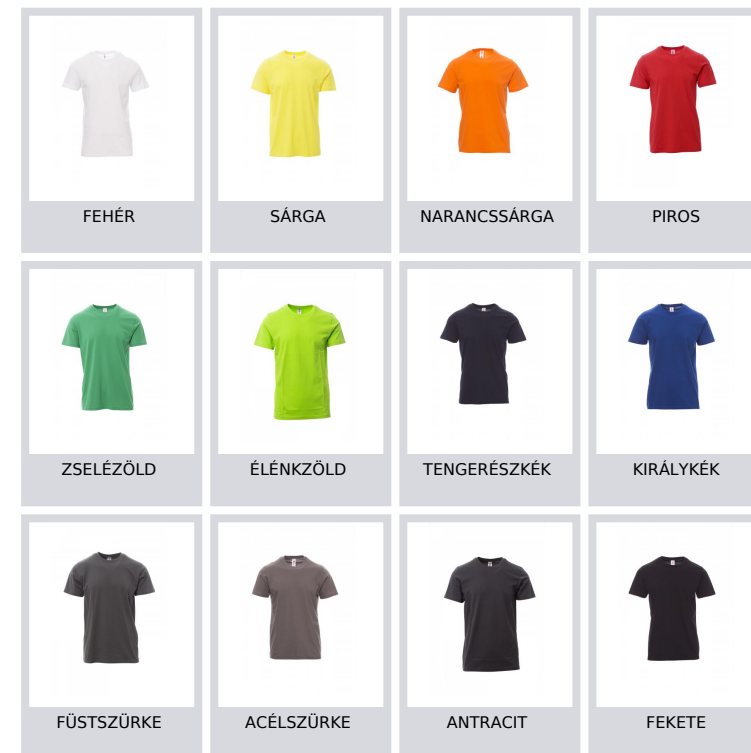 FEHÉR
SÁRGA
NARANCSSÁRGA
PIROS
ZSELÉZÖLD
ÉLÉNKZÖLD
TENGERÉSZKÉK
KIRÁLYKÉK
FÜSTSZÜRKE
ACÉLSZÜRKE
ANTRACIT
FEKETE